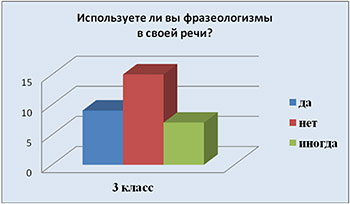 Используете ли вы фразеологизмы
в своей речи?
15
10
5
0
3 класс
да
нет
иногда